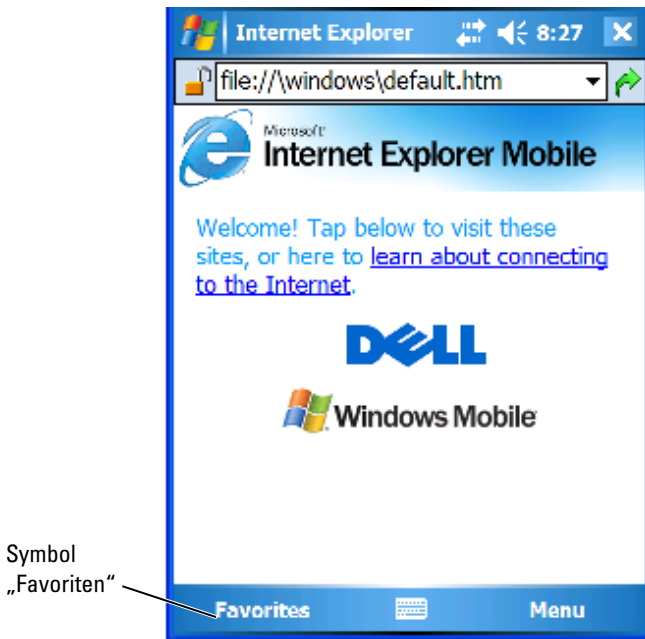 Internet Explorer 8:27
file://\windows\default.htm
Microsoft
Internet Explorer Mobile
Welcome! Tap below to visit these
sites, or here to learn about connecting
to the Internet.
DELL
Windows Mobile
Symbol
„Favoriten“
Favorites Menu